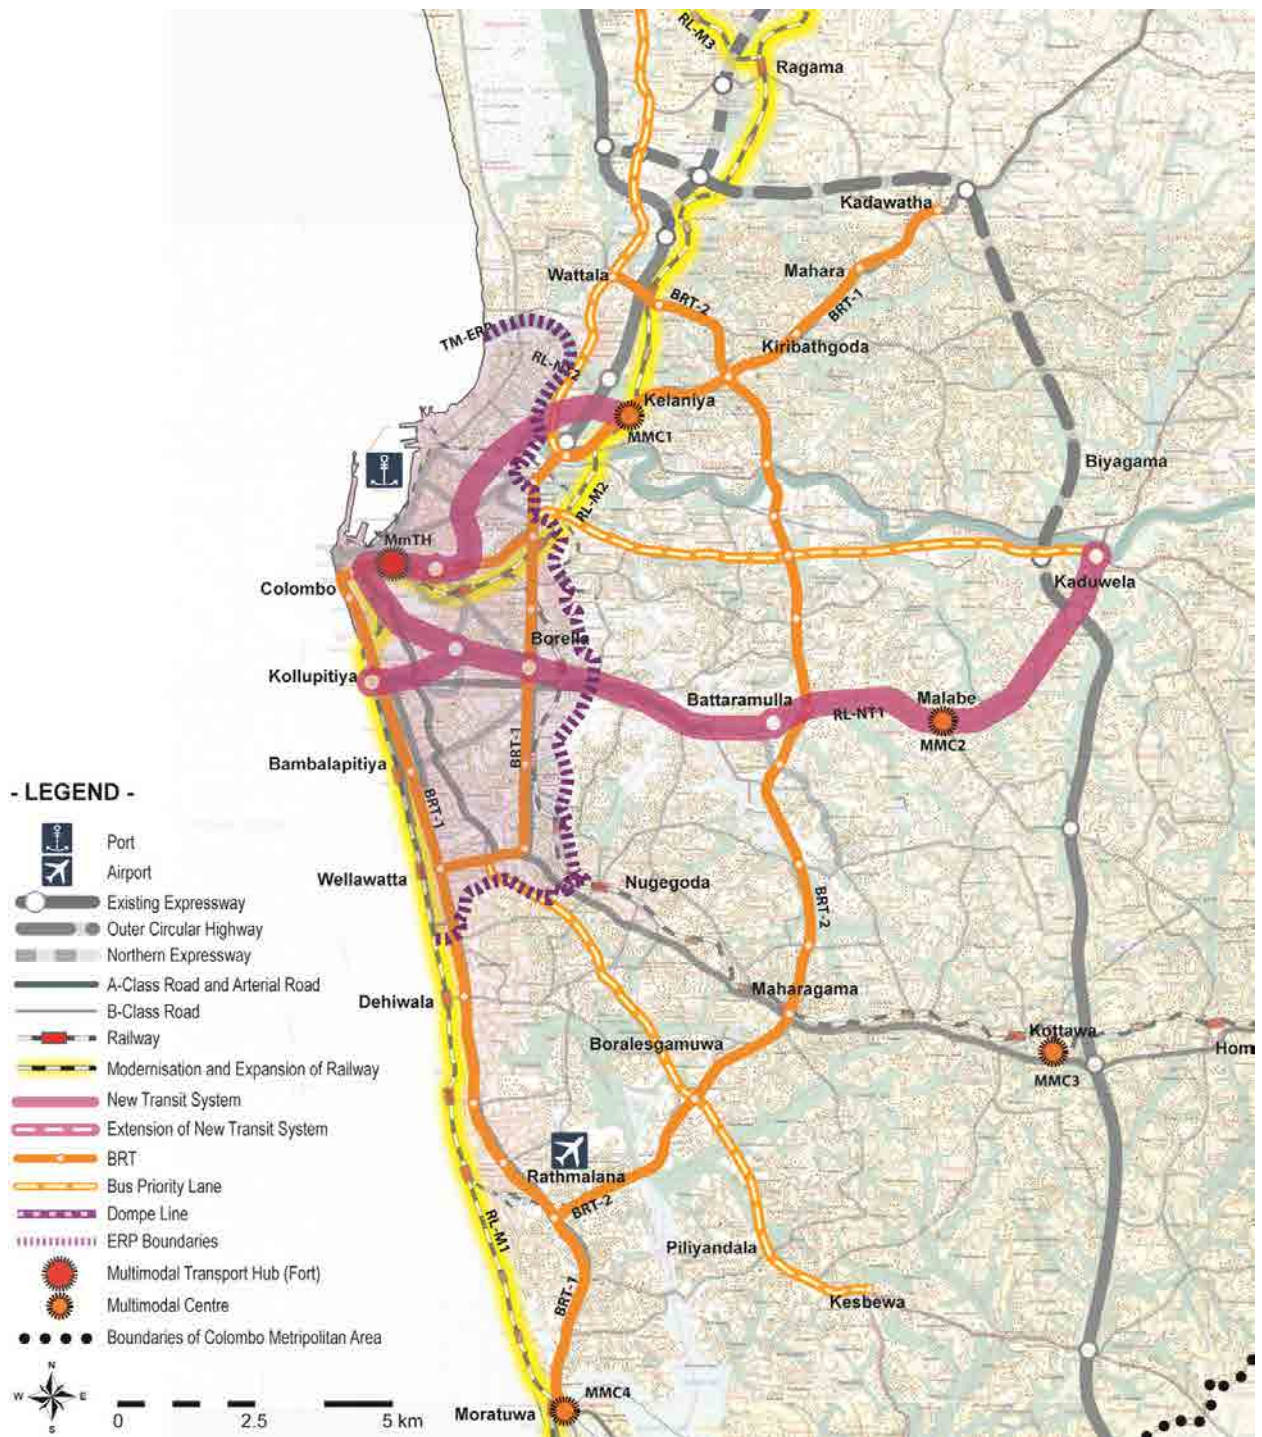 RL-M3
Ragama
Kadawatha
Mahara
Wattala
BRT-2
BRT-1
TM-ERP
Kiribathgoda
RL-NT2
Kelaniya
MMC1
Biyagama
RL-M2
MmTH
Colombo
Kaduwela
Borella
Kollupitiya
Battaramulla
Malabe
RL-NT1
MMC2
BRT-1
Bambalapitiya
BRT-1
Wellawatta
Nugegoda
BRT-2
Maharagama
Dehiwala
Boralesgamuwa
Kottawa
Hom
MMC3
Rathmalana
BRT-2
RL-M1
Piliyandala
BRT-1
Kesbewa
MMC4
Moratuwa
- LEGEND -
Port
Airport
Existing Expressway
Outer Circular Highway
Northern Expressway
A-Class Road and Arterial Road
B-Class Road
Railway
Modernisation and Expansion of Railway
New Transit System
Extension of New Transit System
BRT
Bus Priority Lane
Dompe Line
ERP Boundaries
Multimodal Transport Hub (Fort)
Multimodal Centre
Boundaries of Colombo Metropolitan Area
N
W E
S
0 2.5 5 km